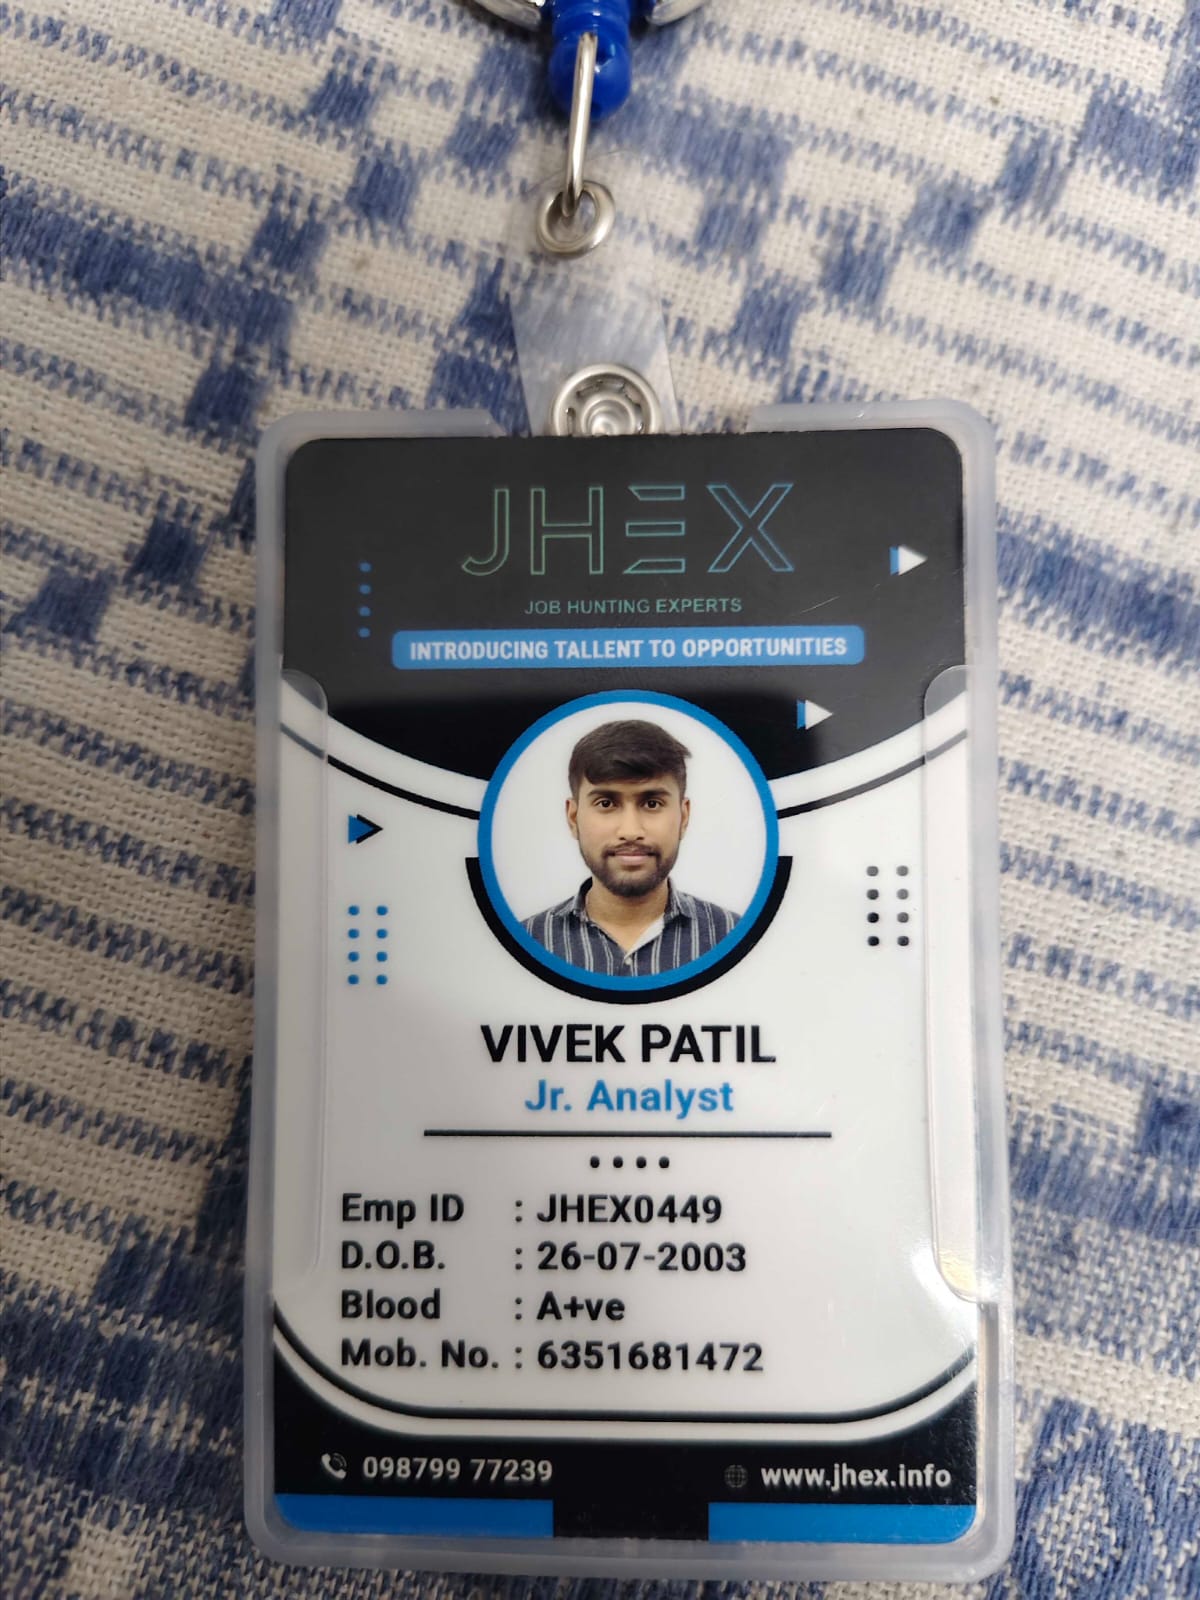 JHEX
JOB HUNTING EXPERTS
INTRODUCING TALLENT TO OPPORTUNITIES
VIVEK PATIL
Jr. Analyst
Emp ID : JHEX0449
D.O.B. : 26-07-2003
Blood : A+ve
Mob. No. : 6351681472
098799 77239 www.jhex.info